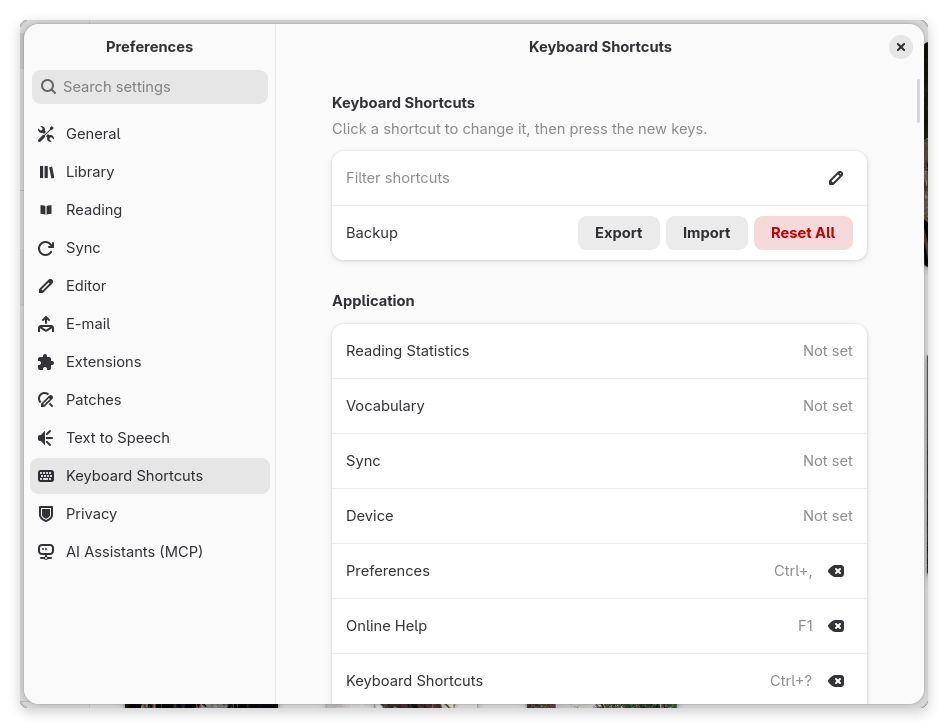 Preferences
Search settings
General
Library
Reading
Sync
Editor
E-mail
Extensions
Patches
Text to Speech
Keyboard Shortcuts
Privacy
AI Assistants (MCP)
Keyboard Shortcuts
Keyboard Shortcuts
Click a shortcut to change it, then press the new keys.
Filter shortcuts
Backup Export Import Reset All
Application
Reading Statistics Not set
Vocabulary Not set
Sync Not set
Device Not set
Preferences Ctrl+,
Online Help F1
Keyboard Shortcuts Ctrl+?